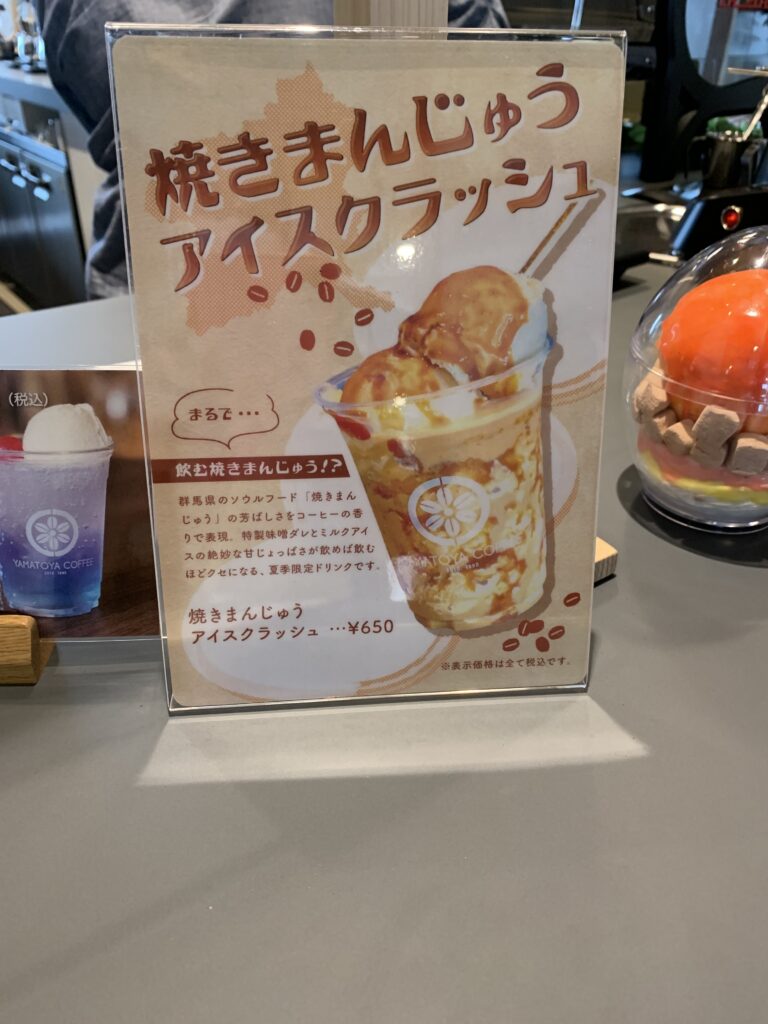 焼きまんじゅう
アイスクラッシュ
まるで・・・
飲む焼きまんじゅう!?
群馬県のソウルフード「焼きまん
じゅう」の芳ばしさをコーヒーの香
りで表現。特製味噌ダレとミルクアイ
スの絶妙な甘じょっぱさが飲めば飲む
ほどクセになる、夏季限定ドリンクです。
焼きまんじゅう
アイスクラッシュ …¥650
※表示価格は全て税込です。
YAMATOYA COFFEE
(税込)
YAMATOYA COFFEE